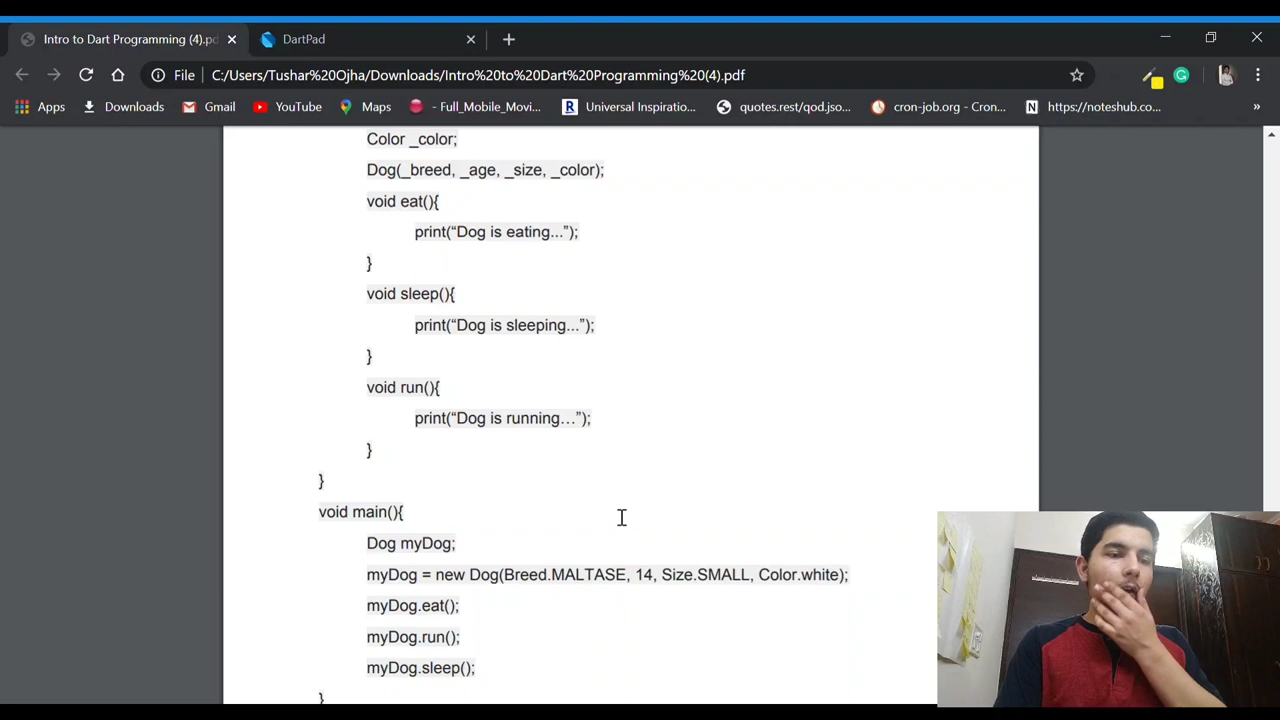 Intro to Dart Programming (4).pd
DartPad
File C:/Users/Tushar%20Ojha/Downloads/Intro%20to%20Dart%20Programming%20(4).pdf
Apps Downloads Gmail YouTube Maps - Full_Mobile_Movi... Universal Inspiratio... quotes.rest/qod.jso... cron-job.org - Cron... https://noteshub.co... »
Color _color;
Dog(_breed, _age, _size, _color);
void eat(){
print(“Dog is eating...”);
}
void sleep(){
print(“Dog is sleeping...”);
}
void run(){
print(“Dog is running…”);
}
}
void main(){
Dog myDog;
myDog = new Dog(Breed.MALTASE, 14, Size.SMALL, Color.white);
myDog.eat();
myDog.run();
myDog.sleep();
}